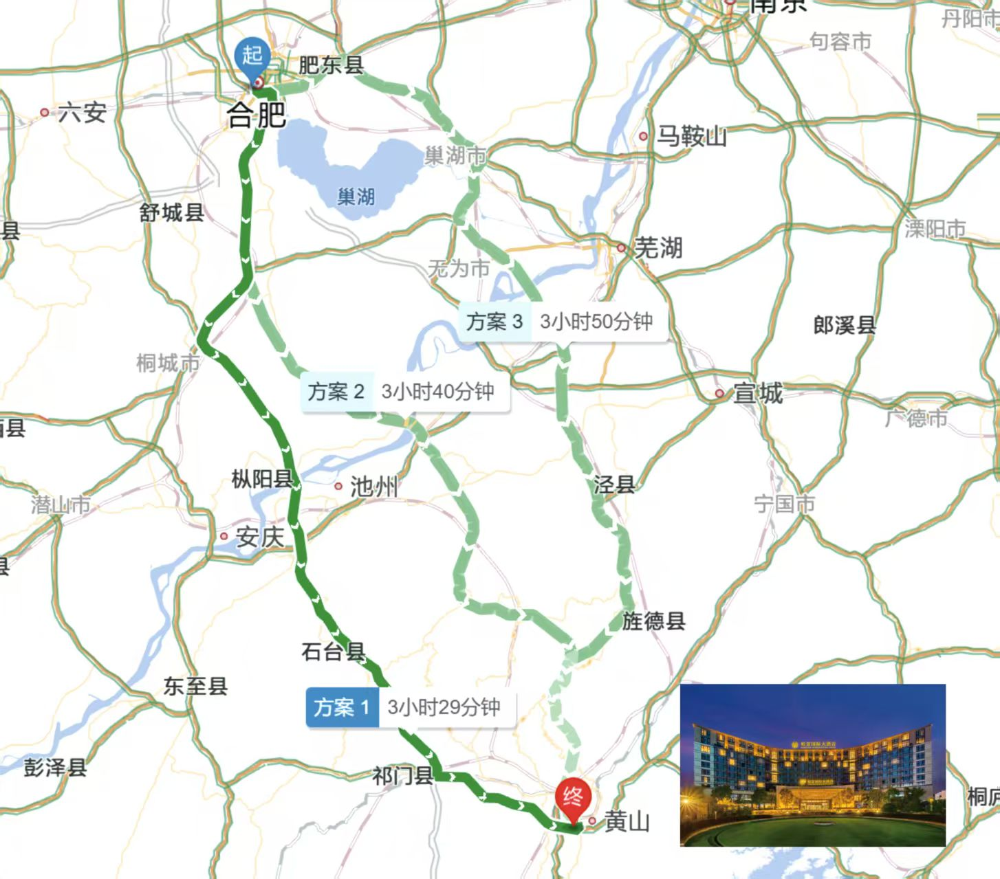 南京
丹阳市
句容市
起
肥东县
六安
合肥
马鞍山
巢湖市
巢湖
舒城县
县
溧阳市
芜湖
无为市
方案 3 3小时50分钟
郎溪县
桐城市
方案 2 3小时40分钟
宣城
广德市
县
枞阳县
池州
泾县
潜山市
宁国市
安庆
县
旌德县
石台县
东至县
方案 1 3小时29分钟
彭泽县
祁门县
终
黄山
桐庐